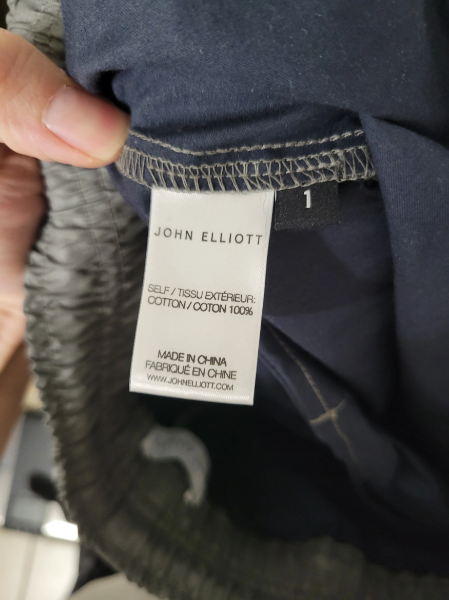 1
JOHN ELLIOTT
SELF / TISSU EXTÉRIEUR:
COTTON / COTON 100%
MADE IN CHINA
FABRIQUÉ EN CHINE
WWW.JOHNELLIOTT.COM